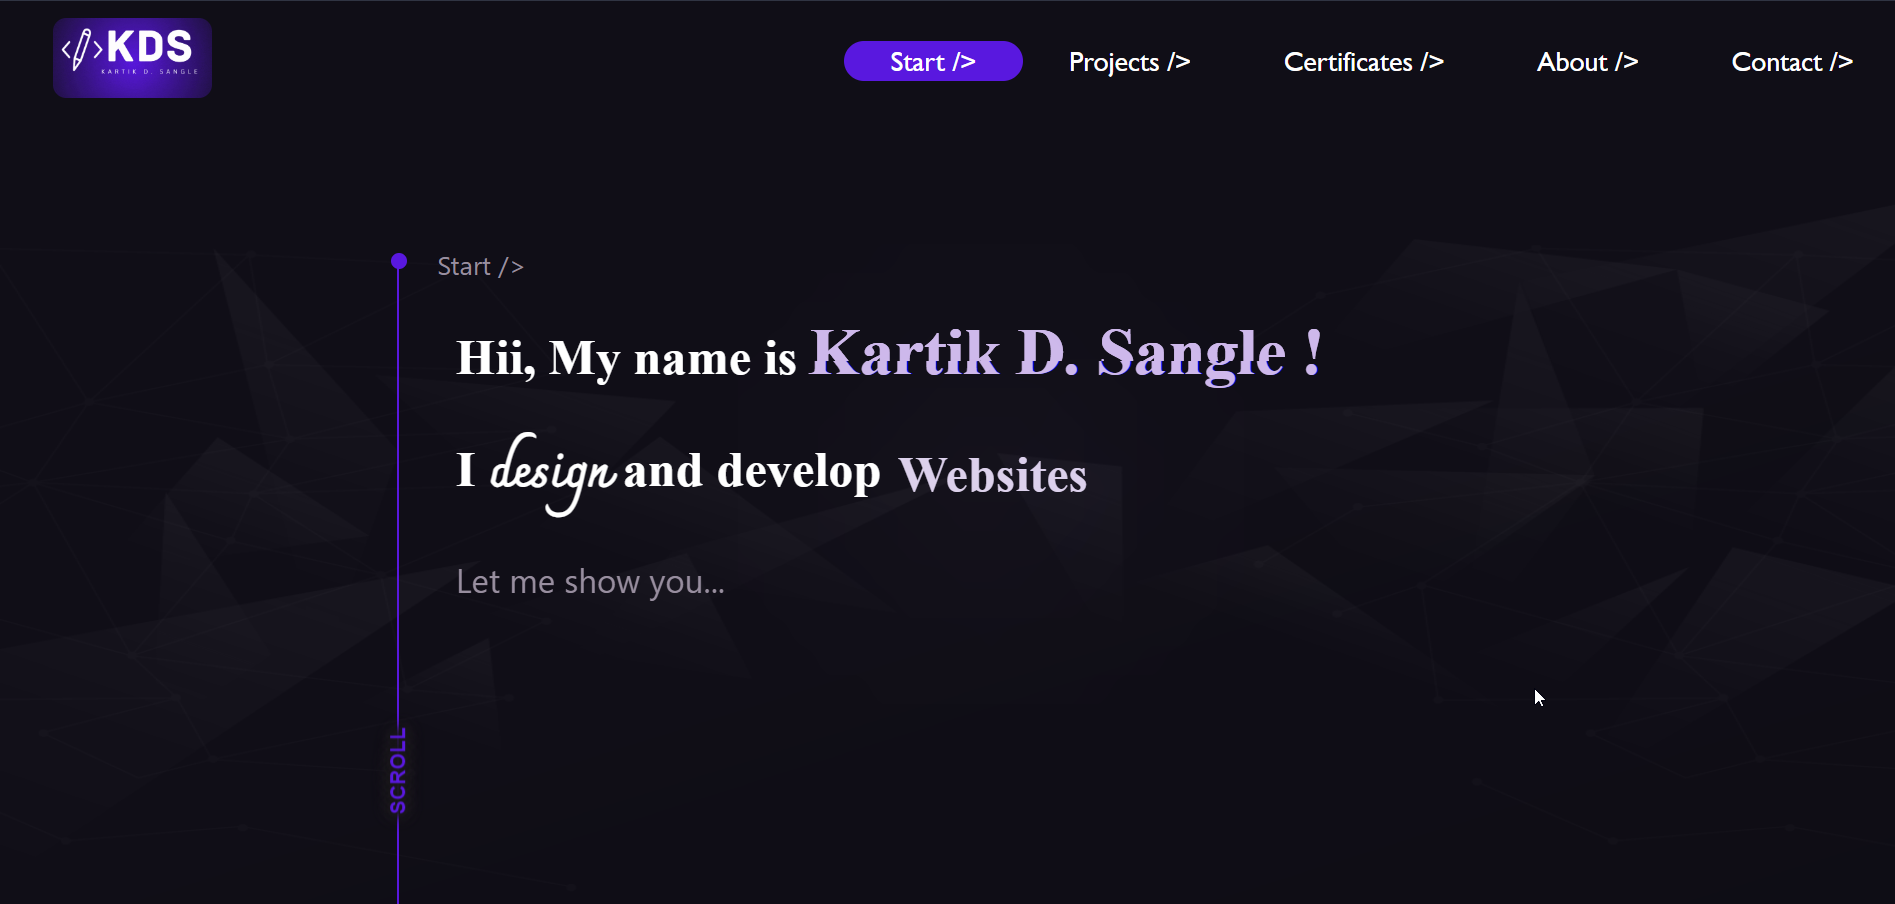 </>KDS
KARTIK D. SANGLE
Start />
Projects />
Certificates />
About />
Contact />
Start />
Hii, My name is Kartik D. Sangle !
I design and develop Websites
Let me show you...
SCROLL